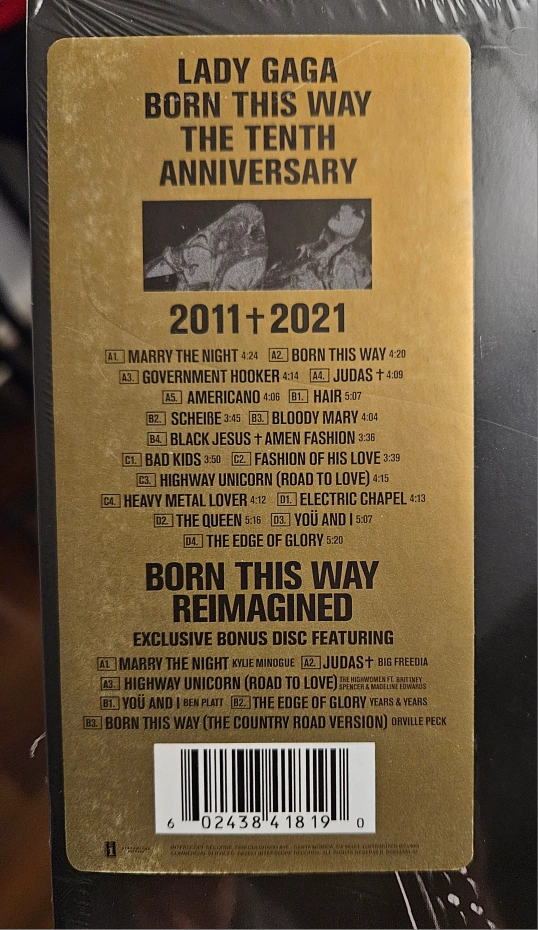 LADY GAGA
BORN THIS WAY
THE TENTH
ANNIVERSARY
2011†2021
A1. MARRY THE NIGHT 4:24 A2. BORN THIS WAY 4:20
A3. GOVERNMENT HOOKER 4:14 A4. JUDAS † 4:09
A5. AMERICANO 4:06 B1. HAIR 5:07
B2. SCHEIßE 3:45 B3. BLOODY MARY 4:04
B4. BLACK JESUS † AMEN FASHION 3:36
C1. BAD KIDS 3:50 C2. FASHION OF HIS LOVE 3:39
C3. HIGHWAY UNICORN (ROAD TO LOVE) 4:15
C4. HEAVY METAL LOVER 4:12 D1. ELECTRIC CHAPEL 4:13
D2. THE QUEEN 5:16 D3. YOÜ AND I 5:07
D4. THE EDGE OF GLORY 5:20
BORN THIS WAY
REIMAGINED
EXCLUSIVE BONUS DISC FEATURING
A1. MARRY THE NIGHT KYLIE MINOGUE A2. JUDAS† BIG FREEDIA
A3. HIGHWAY UNICORN (ROAD TO LOVE) THE HIGHWOMEN FT. BRITTNEY
SPENCER & MADELINE EDWARDS
B1. YOÜ AND I BEN PLATT B2. THE EDGE OF GLORY YEARS & YEARS
B3. BORN THIS WAY (THE COUNTRY ROAD VERSION) ORVILLE PECK
6 02438 41819 0